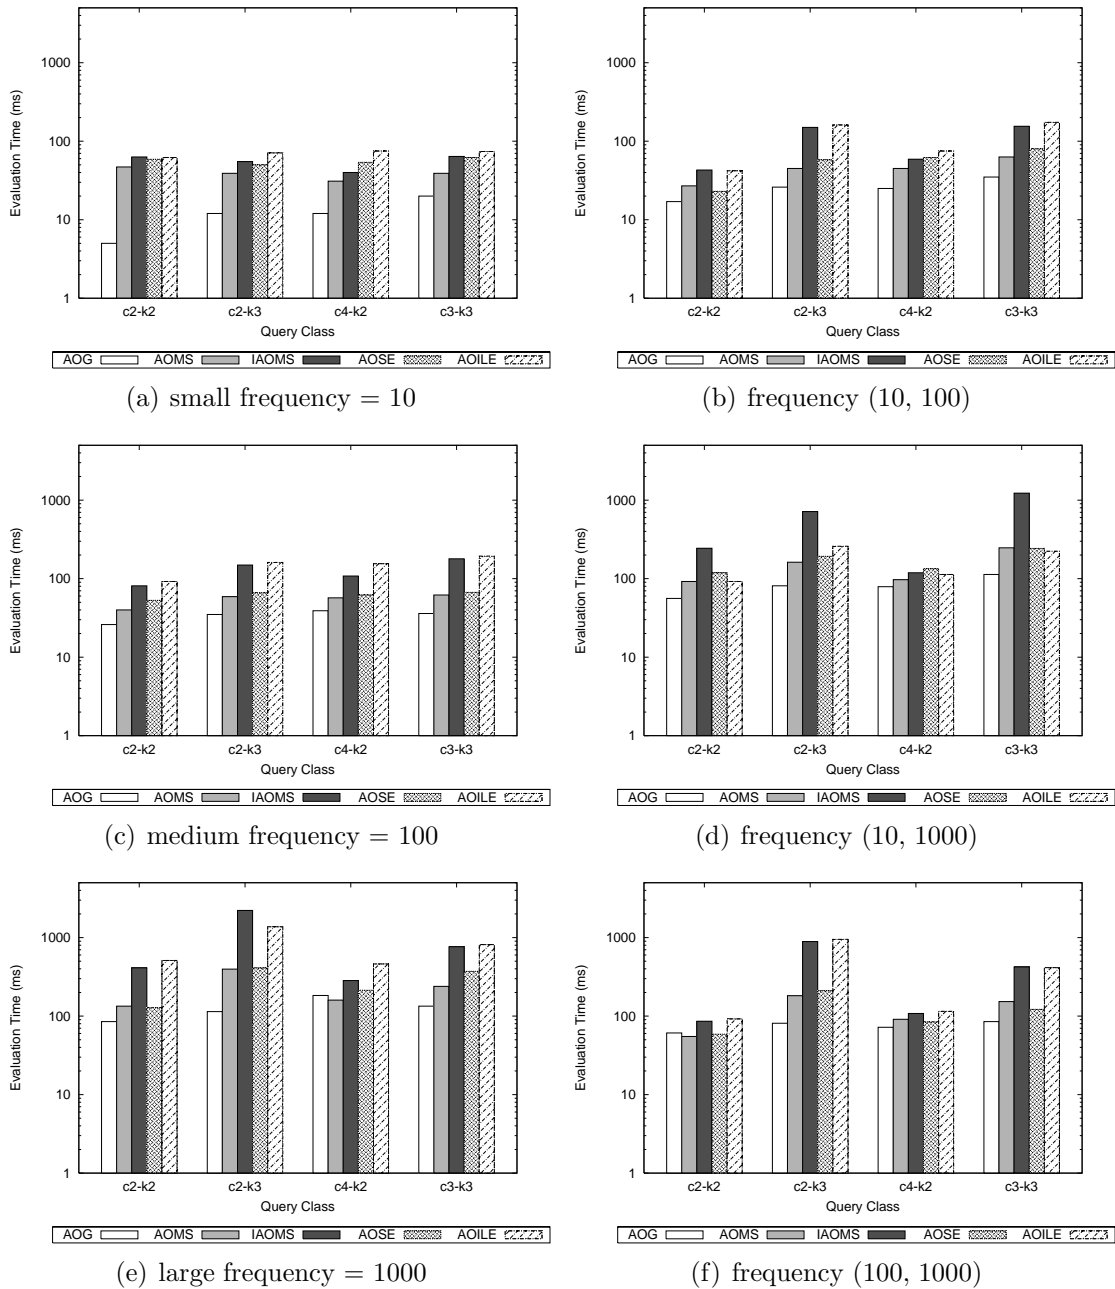 1000
100
10
1
Evaluation Time (ms)
c2-k2 c2-k3 c4-k2 c3-k3
Query Class
AOG AOMS IAOMS AOSE AOILE
(a) small frequency = 10
1000
100
10
1
Evaluation Time (ms)
c2-k2 c2-k3 c4-k2 c3-k3
Query Class
AOG AOMS IAOMS AOSE AOILE
(b) frequency (10, 100)
1000
100
10
1
Evaluation Time (ms)
c2-k2 c2-k3 c4-k2 c3-k3
Query Class
AOG AOMS IAOMS AOSE AOILE
(c) medium frequency = 100
1000
100
10
1
Evaluation Time (ms)
c2-k2 c2-k3 c4-k2 c3-k3
Query Class
AOG AOMS IAOMS AOSE AOILE
(d) frequency (10, 1000)
1000
100
10
1
Evaluation Time (ms)
c2-k2 c2-k3 c4-k2 c3-k3
Query Class
AOG AOMS IAOMS AOSE AOILE
(e) large frequency = 1000
1000
100
10
1
Evaluation Time (ms)
c2-k2 c2-k3 c4-k2 c3-k3
Query Class
AOG AOMS IAOMS AOSE AOILE
(f) frequency (100, 1000)